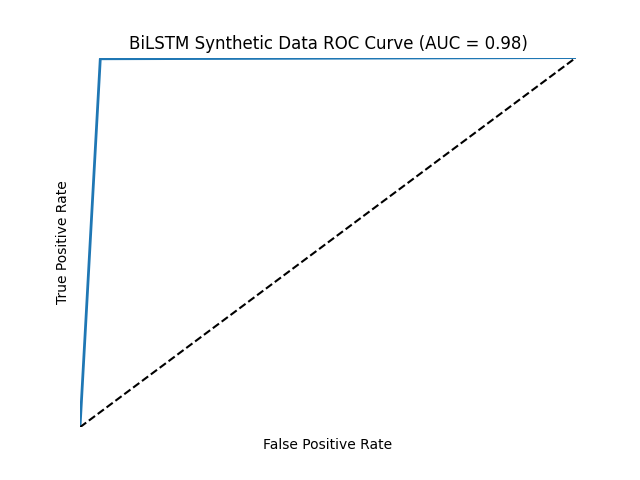 BiLSTM Synthetic Data ROC Curve (AUC = 0.98)
True Positive Rate
False Positive Rate